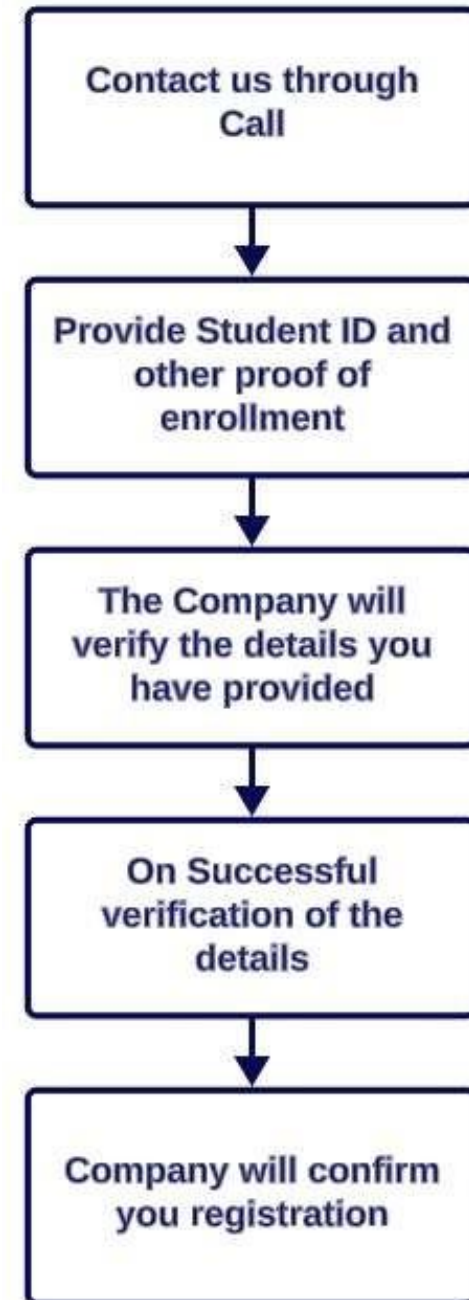 Contact us through
Call
Provide Student ID and
other proof of
enrollment
The Company will
verify the details you
have provided
On Successful
verification of the
details
Company will confirm
you registration